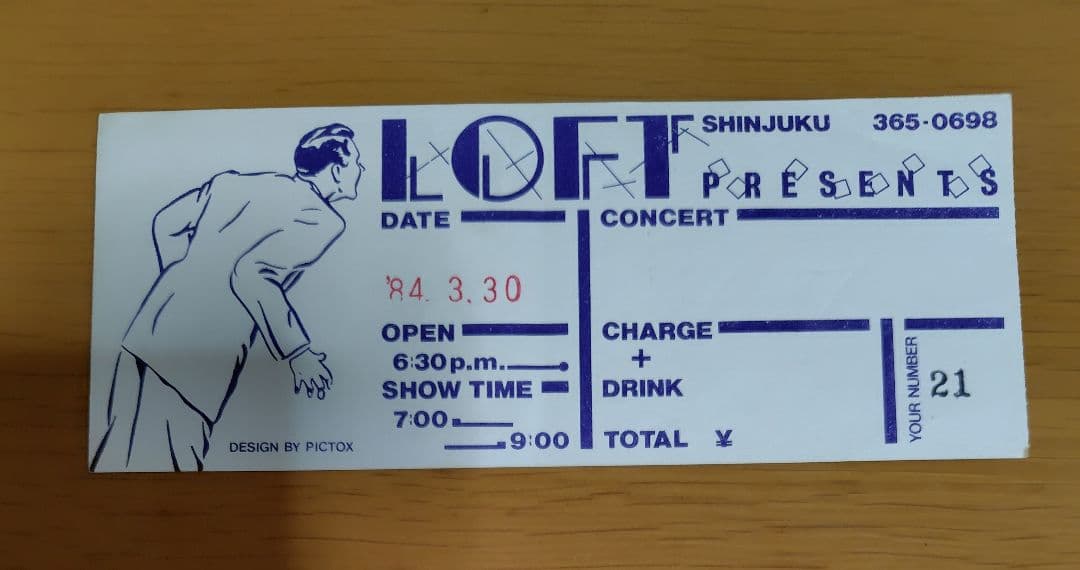 LOFT SHINJUKU 365-0698
PRESENTS
DATE
'84. 3. 30
OPEN
6:30p.m.
SHOW TIME
7:00
9:00
CONCERT
CHARGE
+
DRINK
TOTAL ¥
YOUR NUMBER
21
DESIGN BY PICTOX